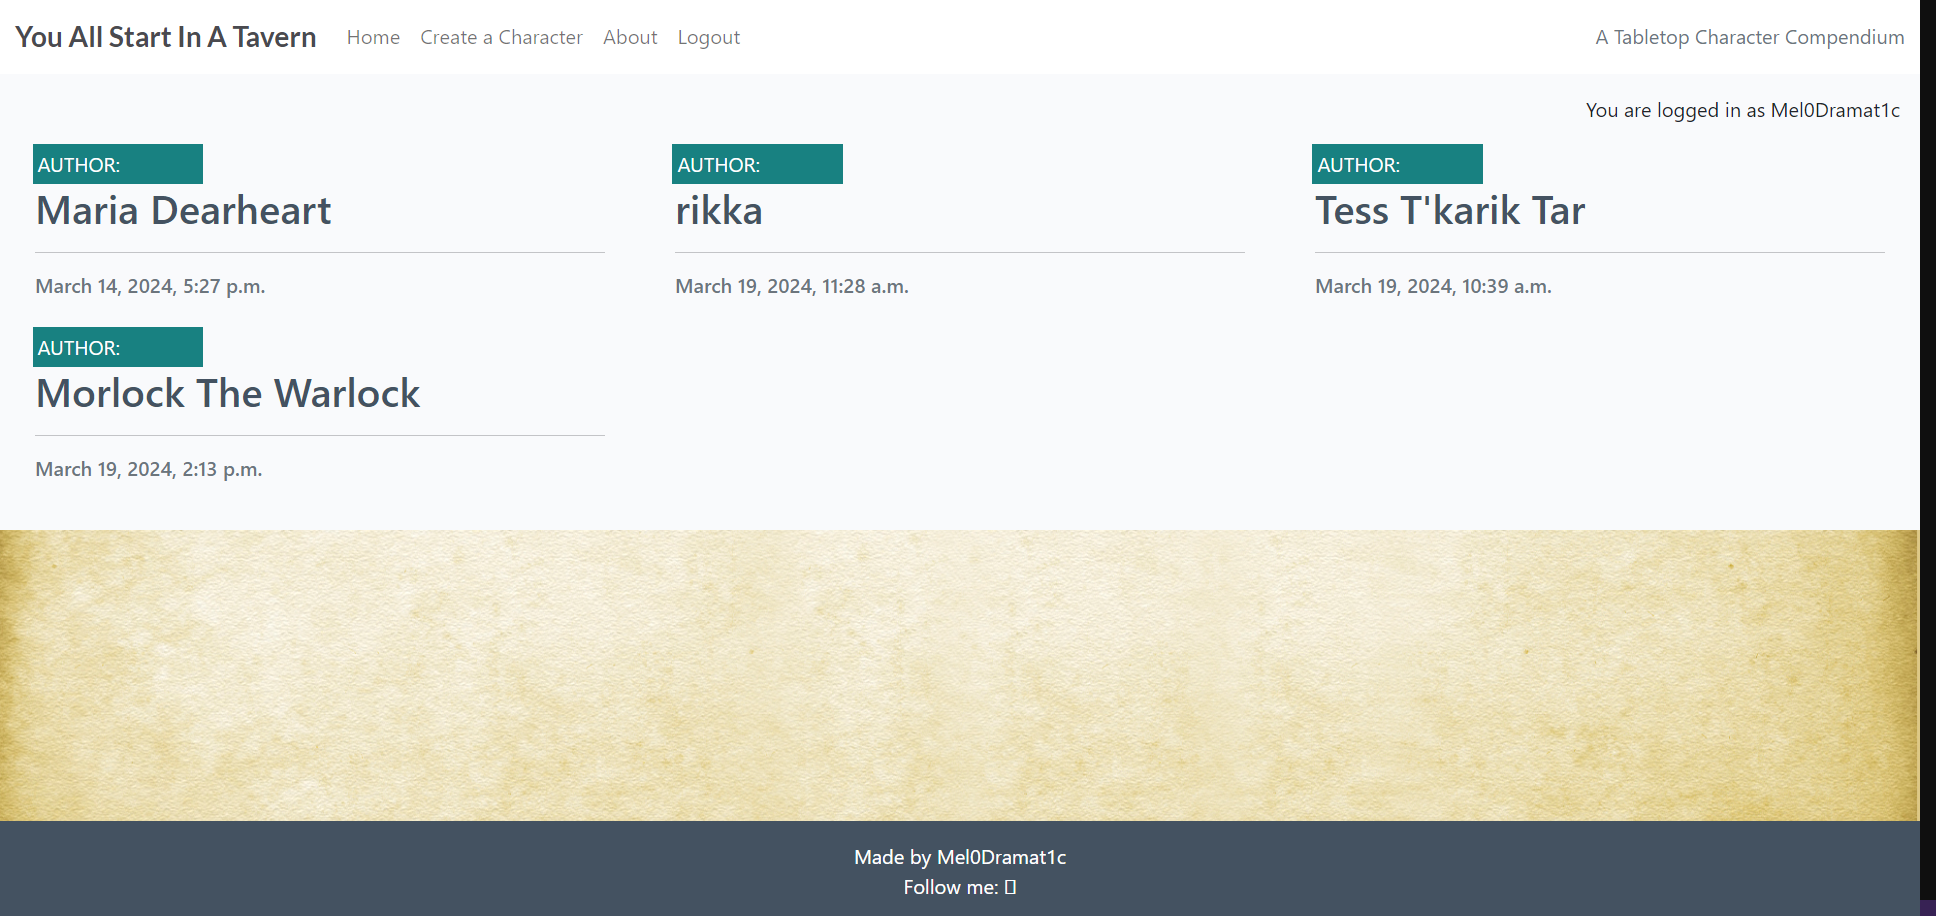 You All Start In A Tavern Home Create a Character About Logout A Tabletop Character Compendium
You are logged in as Mel0Dramat1c
AUTHOR: AUTHOR: AUTHOR:
Maria Dearheart rikka Tess T'karik Tar
March 14, 2024, 5:27 p.m. March 19, 2024, 11:28 a.m. March 19, 2024, 10:39 a.m.
AUTHOR:
Morlock The Warlock
March 19, 2024, 2:13 p.m.
Made by Mel0Dramat1c
Follow me: